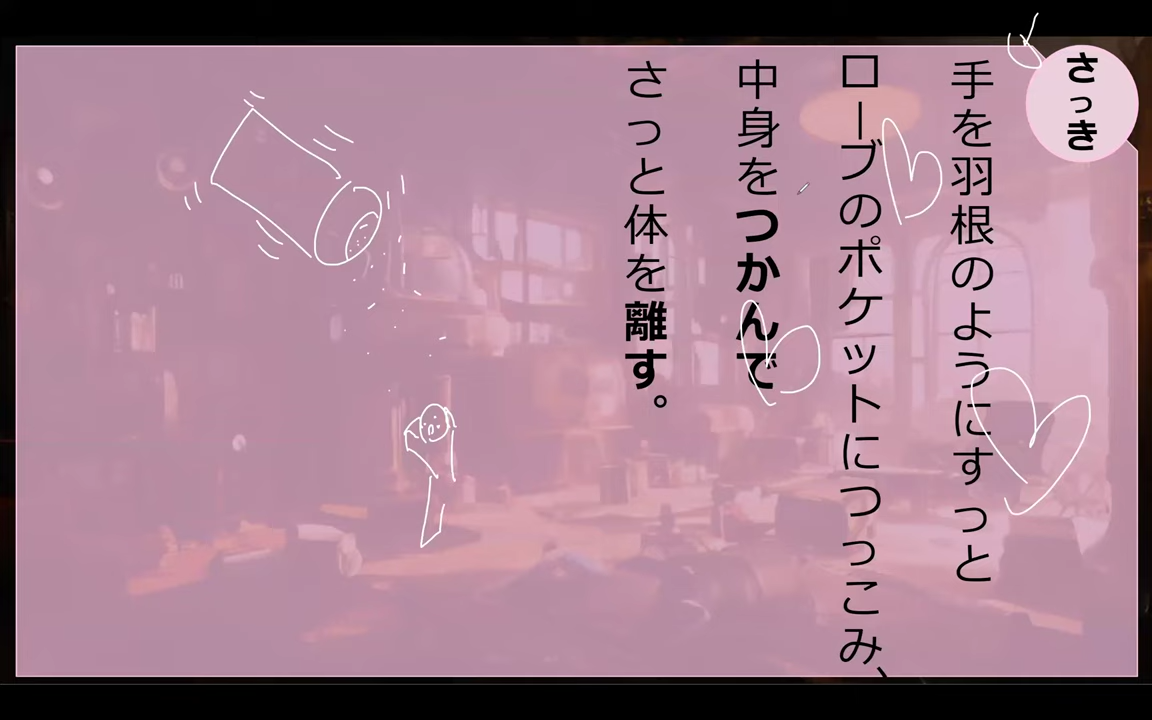 さっき
手を羽根のようにすっと
ローブのポケットにつっこみ、
中身をつかんで
さっと体を離す。